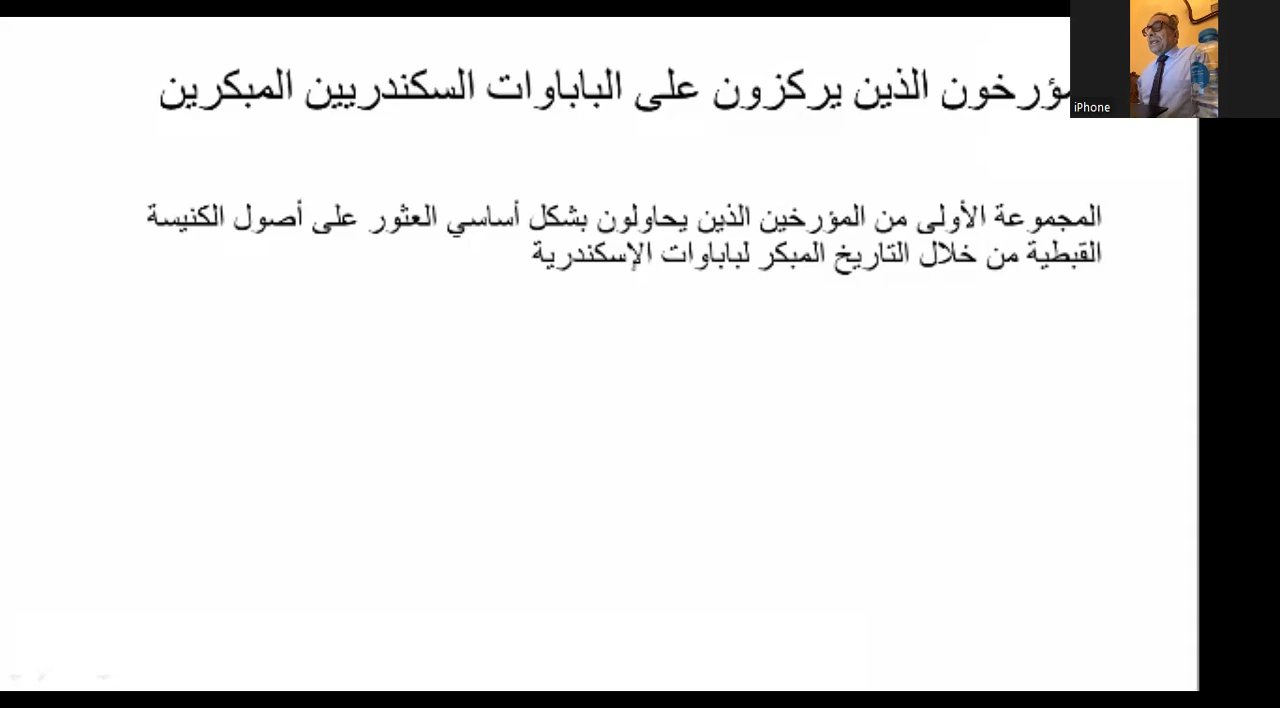 الذين يركزون على الباباوات السكندريين المبكرين
iPhone
المجموعة الأولى من المؤرخين الذين يحاولون بشكل أساسي العثور على أصول الكنيسة
القبطية من خلال التاريخ المبكر لباباوات الإسكندرية